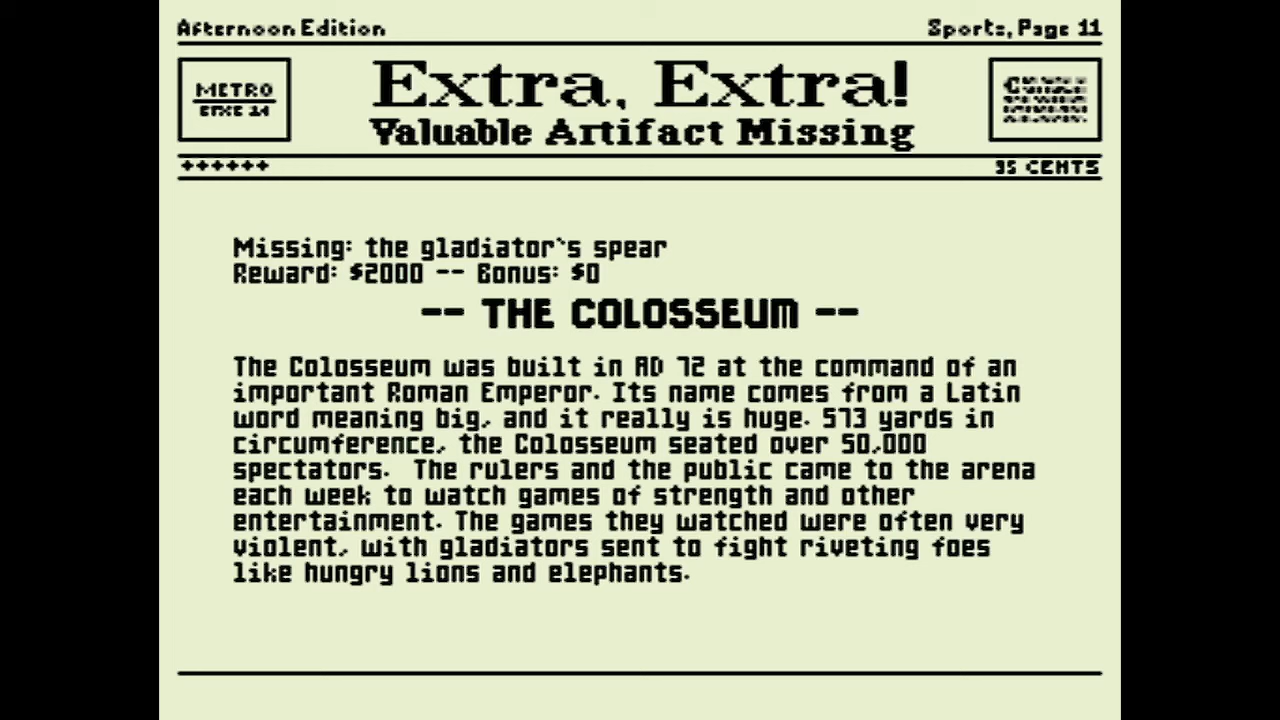 Afternoon Edition
Sports, Page 11
METRO
Extra, Extra!
Valuable Artifact Missing
++++++
35 CENTS
Missing: the gladiator`s spear
Reward: $2000 -- Bonus: $0
-- THE COLOSSEUM --
The Colosseum was built in AD 72 at the command of an
important Roman Emperor. Its name comes from a Latin
word meaning big, and it really is huge. 573 yards in
circumference, the Colosseum seated over 50,000
spectators.  The rulers and the public came to the arena
each week to watch games of strength and other
entertainment. The games they watched were often very
violent, with gladiators sent to fight riveting foes
like hungry lions and elephants.